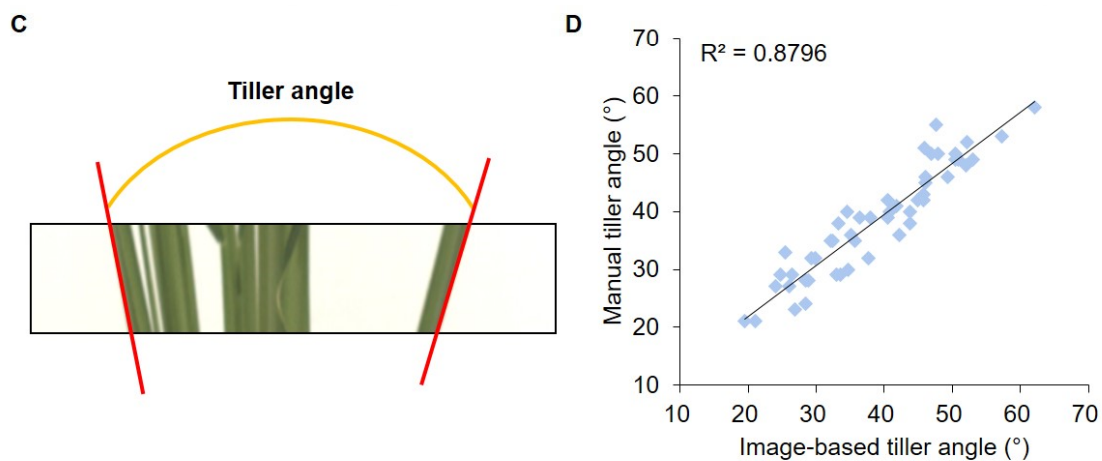 C
Tiller angle
D
R² = 0.8796
Manual tiller angle (°)
70
60
50
40
30
20
10
10 20 30 40 50 60 70
Image-based tiller angle (°)